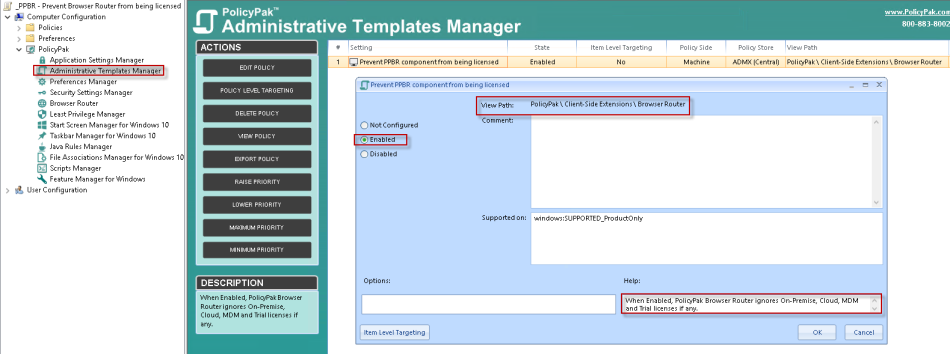 _PPBR - Prevent Browser Router from being licensed
Computer Configuration
Policies
Preferences
PolicyPak
Application Settings Manager
Administrative Templates Manager
Preferences Manager
Security Settings Manager
Browser Router
Least Privilege Manager
Start Screen Manager for Windows 10
Taskbar Manager for Windows 10
Java Rules Manager
File Associations Manager for Windows 10
Scripts Manager
Feature Manager for Windows
User Configuration
PolicyPak™
Administrative Templates Manager
www.PolicyPak.com
800-883-8002
ACTIONS
EDIT POLICY
POLICY LEVEL TARGETING
DELETE POLICY
VIEW POLICY
EXPORT POLICY
RAISE PRIORITY
LOWER PRIORITY
MAXIMUM PRIORITY
MINIMUM PRIORITY
DESCRIPTION
When Enabled, PolicyPak Browser
Router ignores On-Premise,
Cloud, MDM and Trial licenses if
any.
# Setting State Item Level Targeting Policy Side Policy Store View Path
1 Prevent PPBR component from being licensed Enabled No Machine ADMX (Central) PolicyPak \ Client-Side Extensions \ Browser Router
Prevent PPBR component from being licensed
View Path: PolicyPak \ Client-Side Extensions \ Browser Router
Comment:
Not Configured
Enabled
Disabled
Supported on: windows:SUPPORTED_ProductOnly
Options: Help:
When Enabled, PolicyPak Browser Router ignores On-Premise, Cloud, MDM
and Trial licenses if any.
Item Level Targeting OK Cancel